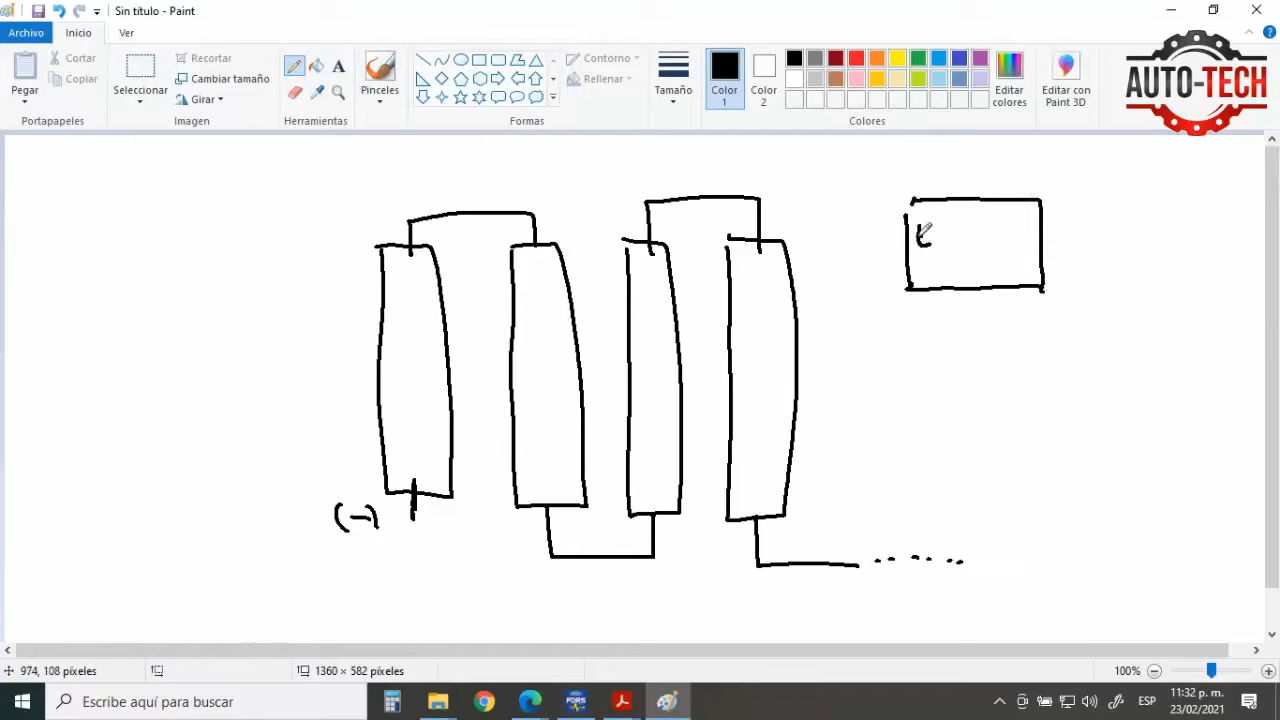 Sin título - Paint
Archivo Inicio Ver
Pegar
Cortar
Copiar
Portapapeles
Seleccionar
Recortar
Cambiar tamaño
Girar
Imagen
A
Herramientas
Pinceles
Contorno
Rellenar
Formas
Tamaño
Color 1
Color 2
Editar colores
Colores
Editar con Paint 3D
AUTO-TECH
(-)
974, 108 píxeles
1360 × 582 píxeles
100%
Escribe aquí para buscar
FDRS
ESP
11:32 p. m.
23/02/2021